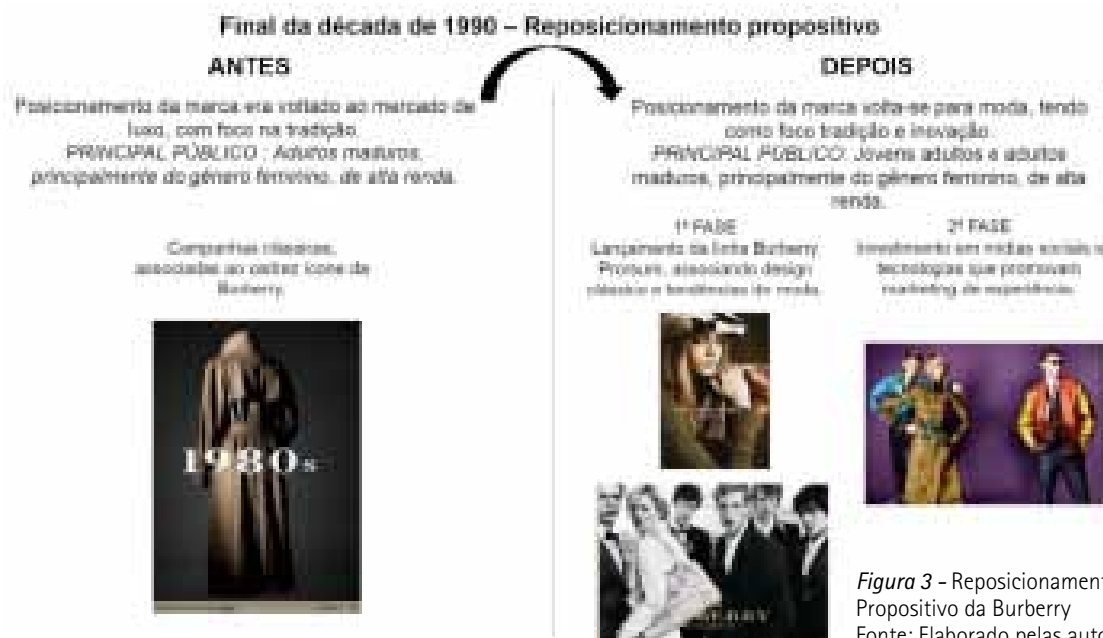 Final da década de 1990 – Reposicionamento propositivo
ANTES
Posicionamento da marca era voltado ao mercado de
luxo, com foco na tradição.
PRINCIPAL PÚBLICO : Adultos maduros,
principalmente do gênero feminino, de alta renda.
Campanhas clássicas,
associadas ao ícone da
Burberry.
1980s
DEPOIS
Posicionamento da marca volta-se para moda, tendo
como foco tradição e inovação.
PRINCIPAL PÚBLICO: Jovens adultos e adultos
maduros, principalmente do gênero feminino, de alta
renda.
1ª FASE
Lançamento da linha Burberry
Prorsum, associando design
clássico e tendências de moda.
2ª FASE
Investimento em mídias sociais e
tecnologias que promovam
marketing de experiência.
Figura 3 - Reposicionament
Propositivo da Burberry
Fonte: Elaborado pelas auto